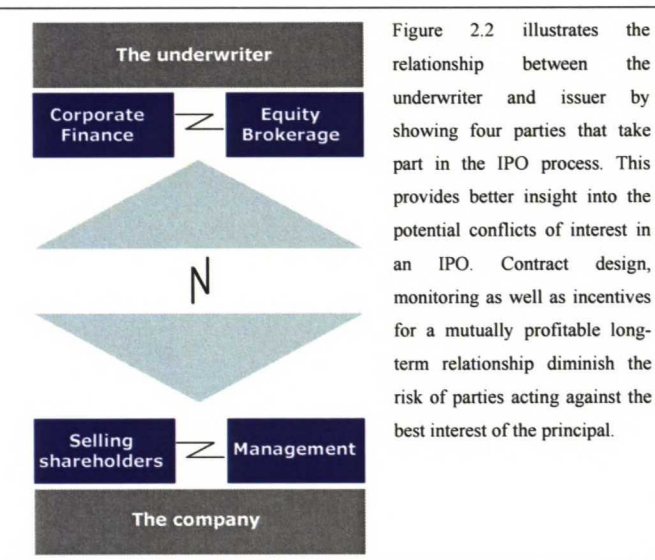 The underwriter
Corporate
Finance
Equity
Brokerage
N
Selling
shareholders
Management
The company
Figure 2.2 illustrates the
relationship between the
underwriter and issuer by
showing four parties that take
part in the IPO process. This
provides better insight into the
potential conflicts of interest in
an IPO. Contract design,
monitoring as well as incentives
for a mutually profitable long-
term relationship diminish the
risk of parties acting against the
best interest of the principal.